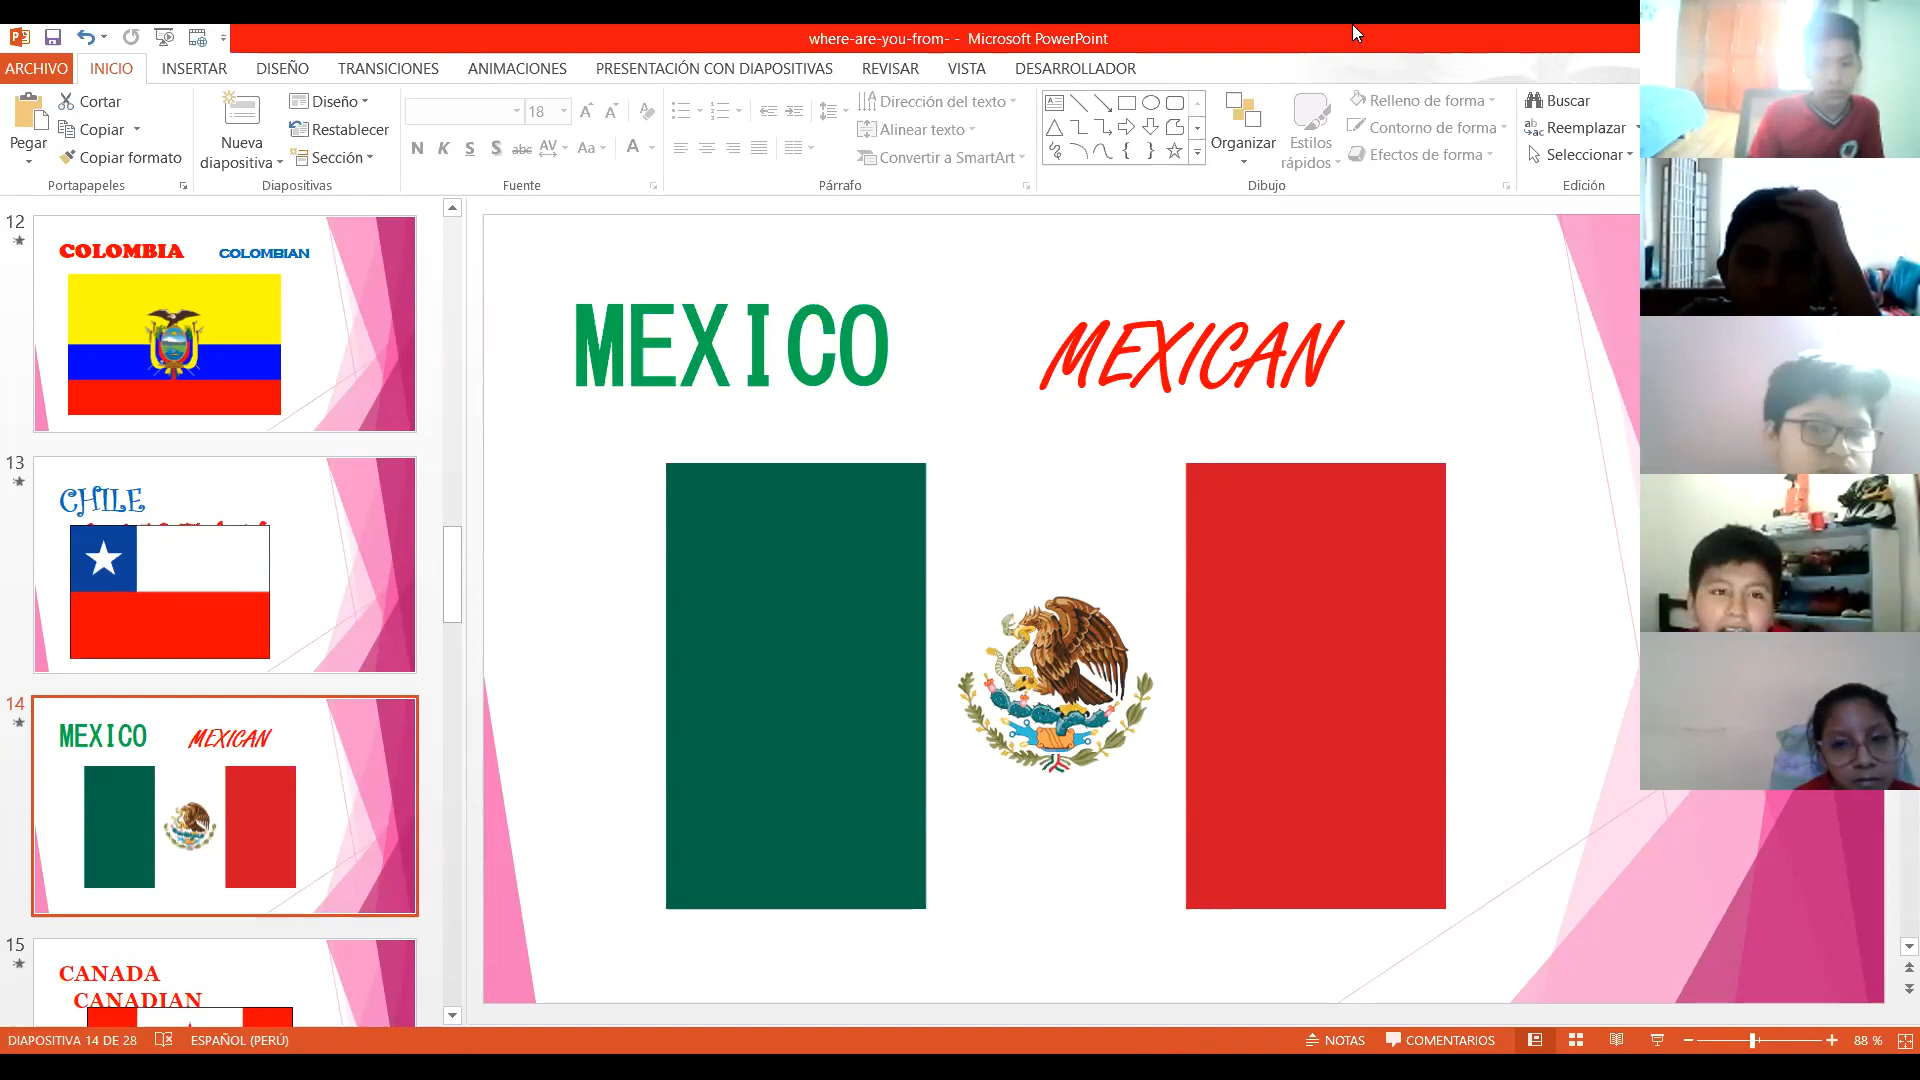 where-are-you-from- - Microsoft PowerPoint
ARCHIVO INICIO INSERTAR DISEÑO TRANSICIONES ANIMACIONES PRESENTACIÓN CON DIAPOSITIVAS REVISAR VISTA DESARROLLADOR
Pegar
Cortar
Copiar
Copiar formato
Portapapeles
Nueva
diapositiva
Diseño
Restablecer
Sección
Diapositivas
18
N K S S abc AV Aa A
Fuente
Dirección del texto
Alinear texto
Convertir a SmartArt
Párrafo
Organizar
Estilos
rápidos
Relleno de forma
Contorno de forma
Efectos de forma
Dibujo
Buscar
Reemplazar
Seleccionar
Edición
12
COLOMBIA COLOMBIAN
13
CHILE
14
MEXICO MEXICAN
15
CANADA
CANADIAN
MEXICO MEXICAN
DIAPOSITIVA 14 DE 28 ESPAÑOL (PERÚ) NOTAS COMENTARIOS 88 %